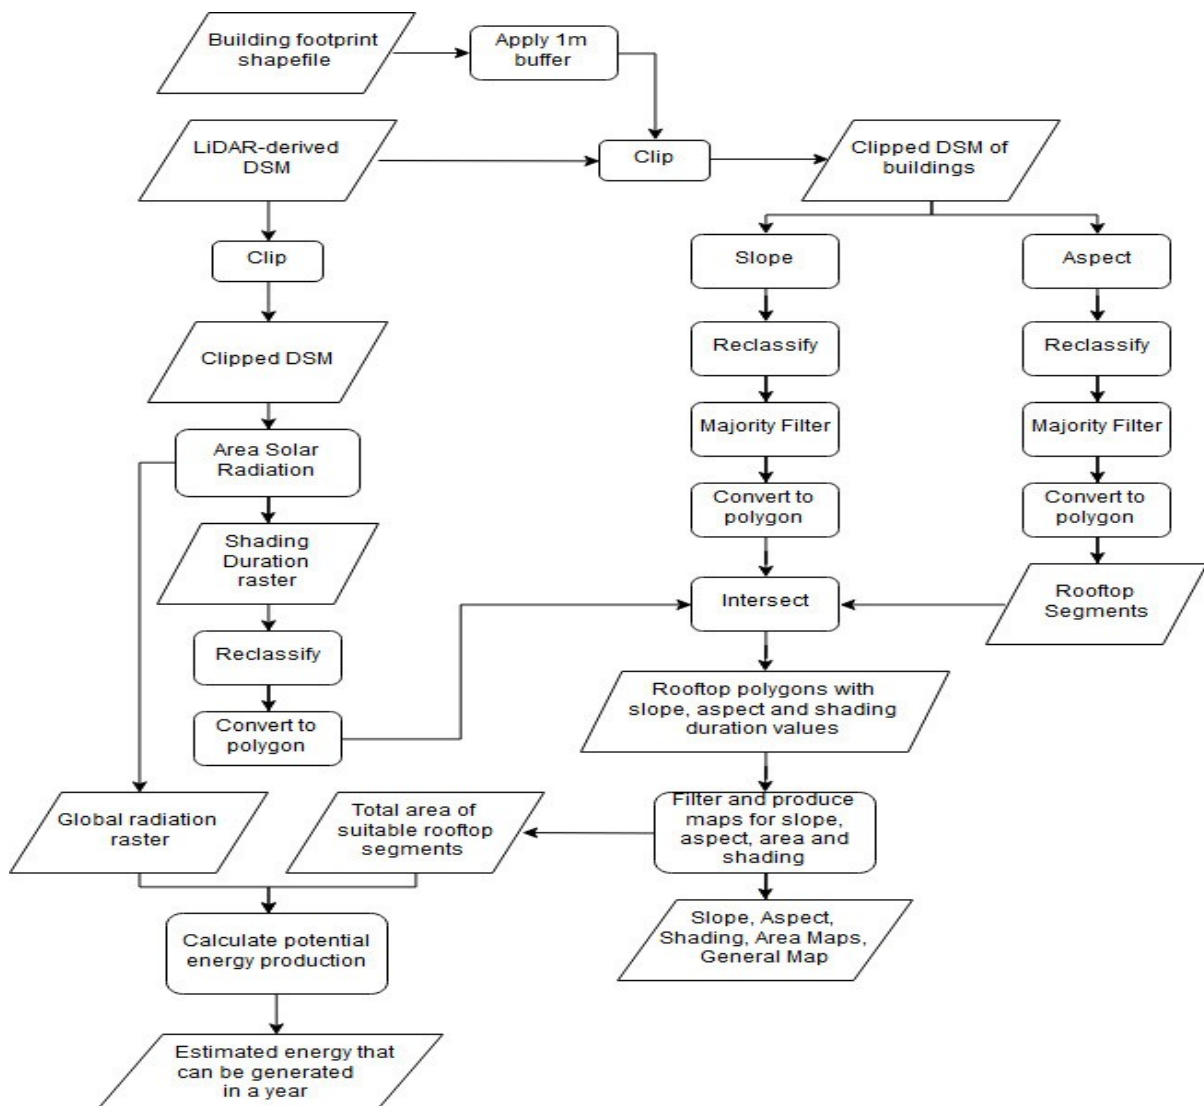 Building footprint
shapefile
Apply 1m
buffer
LiDAR-derived
DSM
Clip
Clipped DSM of
buildings
Clip
Slope
Aspect
Clipped DSM
Reclassify
Reclassify
Area Solar
Radiation
Majority Filter
Majority Filter
Shading
Duration
raster
Convert to
polygon
Convert to
polygon
Reclassify
Intersect
Rooftop
Segments
Convert to
polygon
Rooftop polygons with
slope, aspect and shading
duration values
Global radiation
raster
Total area of
suitable rooftop
segments
Filter and produce
maps for slope,
aspect, area and
shading
Calculate potential
energy production
Slope, Aspect,
Shading, Area Maps,
General Map
Estimated energy that
can be generated
in a year